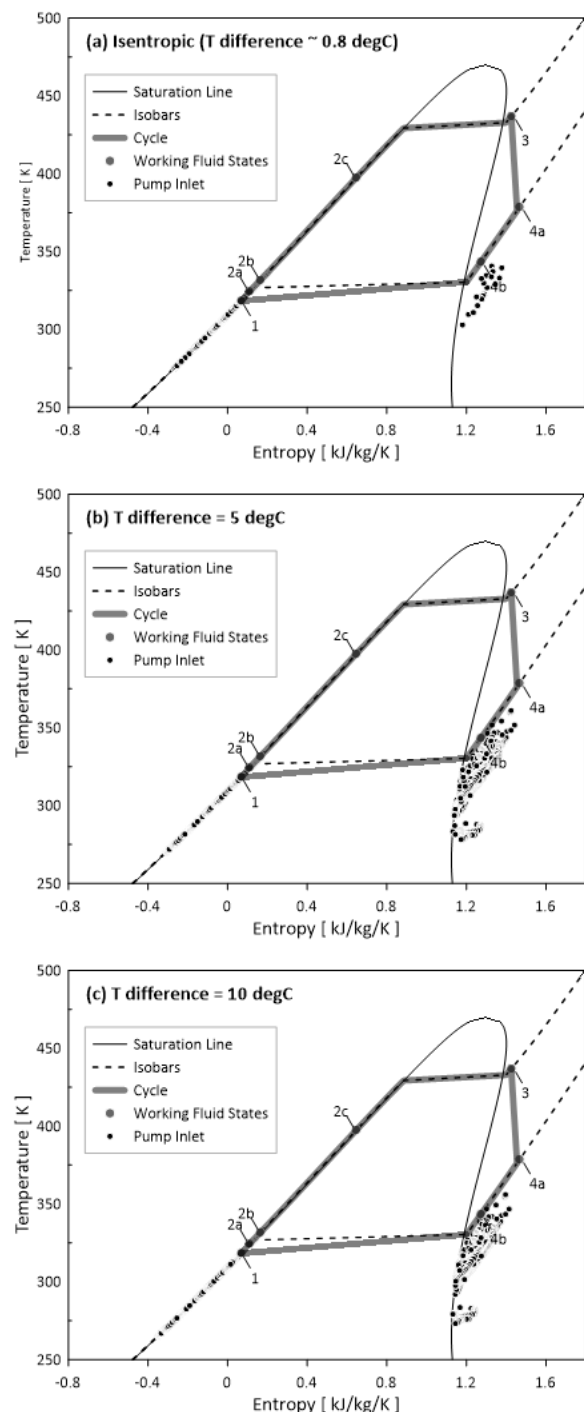 (a) Isentropic (T difference ~ 0.8 degC)
Temperature [ K ]
500
450
400
350
300
250
Saturation Line
Isobars
Cycle
Working Fluid States
Pump Inlet
2c
3
2b
2a
4a
4b
1
-0.8 -0.4 0 0.4 0.8 1.2 1.6
Entropy [ kJ/kg/K ]
(b) T difference = 5 degC
Temperature [ K ]
500
450
400
350
300
250
Saturation Line
Isobars
Cycle
Working Fluid States
Pump Inlet
2c
3
2b
2a
4a
4b
1
-0.8 -0.4 0 0.4 0.8 1.2 1.6
Entropy [ kJ/kg/K ]
(c) T difference = 10 degC
Temperature [ K ]
500
450
400
350
300
250
Saturation Line
Isobars
Cycle
Working Fluid States
Pump Inlet
2c
3
2b
2a
4a
4b
1
-0.8 -0.4 0 0.4 0.8 1.2 1.6
Entropy [ kJ/kg/K ]